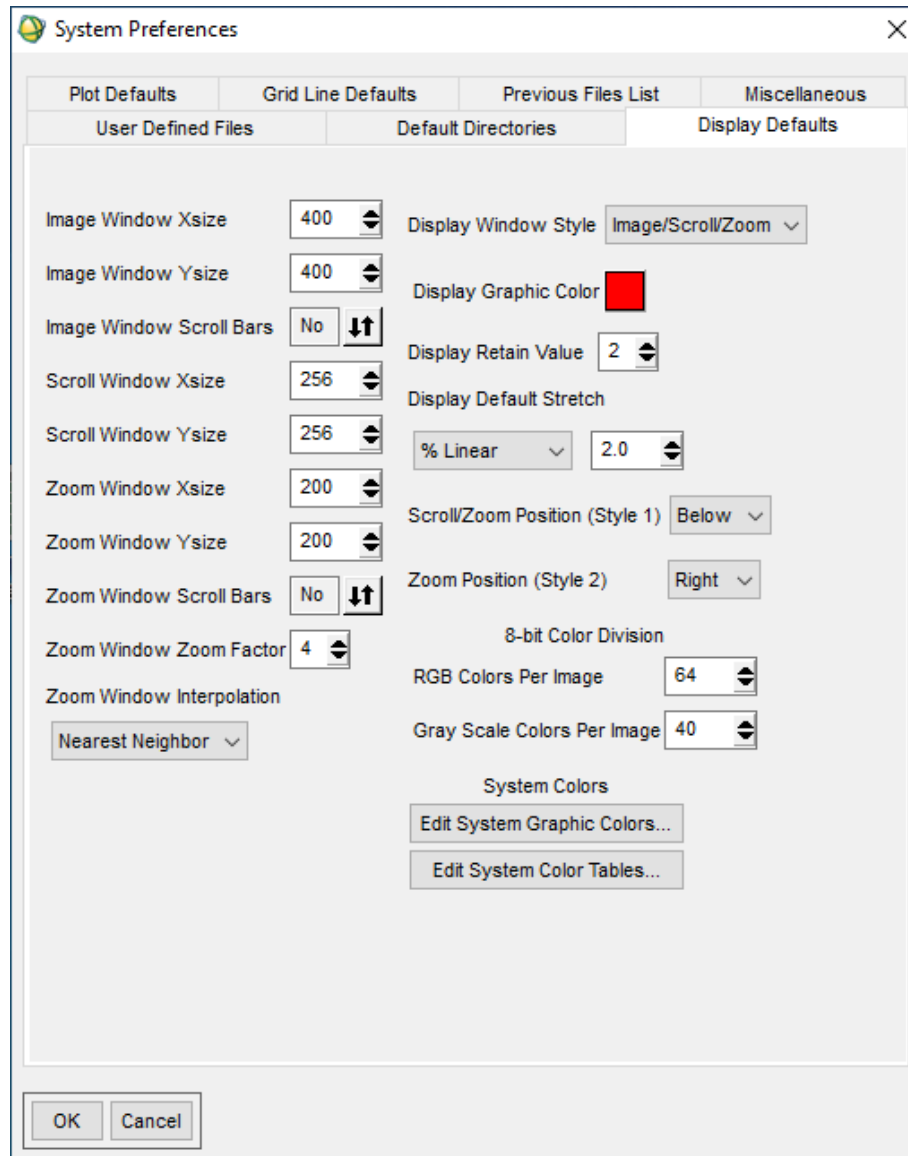 System Preferences
Plot Defaults Grid Line Defaults Previous Files List Miscellaneous
User Defined Files Default Directories Display Defaults
Image Window Xsize 400
Image Window Ysize 400
Image Window Scroll Bars No
Scroll Window Xsize 256
Scroll Window Ysize 256
Zoom Window Xsize 200
Zoom Window Ysize 200
Zoom Window Scroll Bars No
Zoom Window Zoom Factor 4
Zoom Window Interpolation
Nearest Neighbor
Display Window Style Image/Scroll/Zoom
Display Graphic Color
Display Retain Value 2
Display Default Stretch
% Linear 2.0
Scroll/Zoom Position (Style 1) Below
Zoom Position (Style 2) Right
8-bit Color Division
RGB Colors Per Image 64
Gray Scale Colors Per Image 40
System Colors
Edit System Graphic Colors...
Edit System Color Tables...
OK Cancel